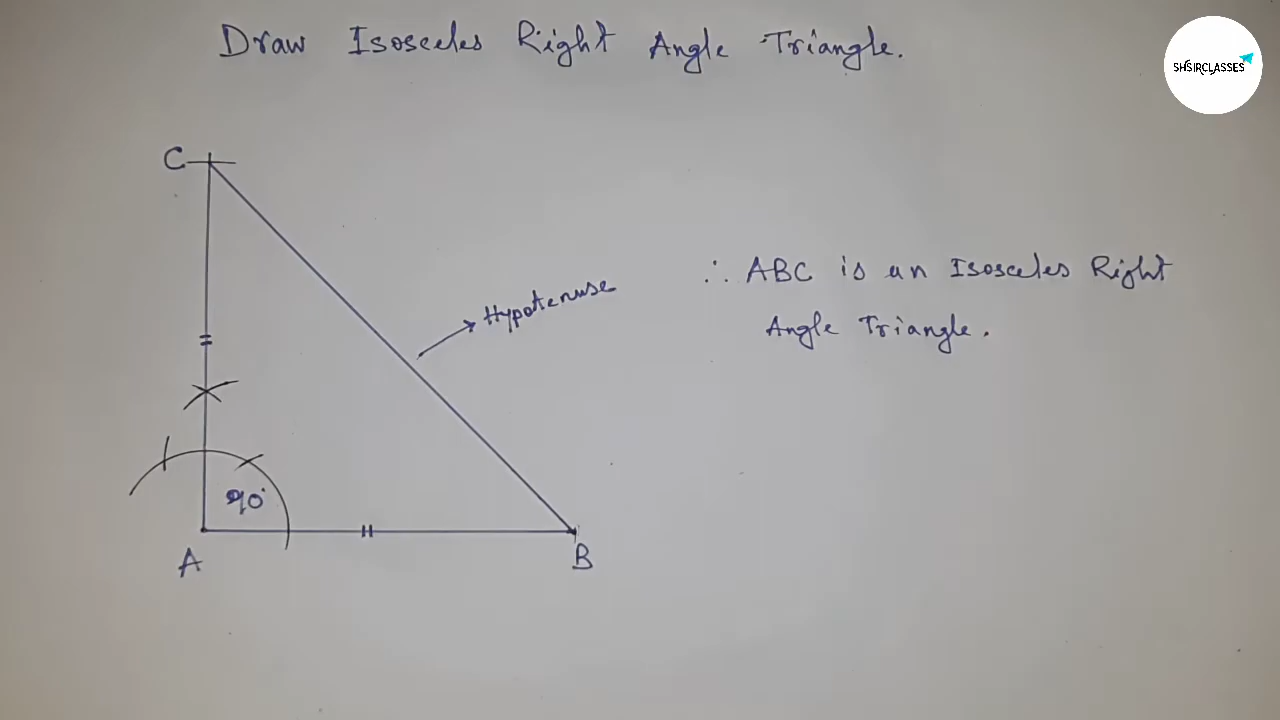 Draw Isosceles Right Angle Triangle.
SHSIRCLASSES
C
Hypotenuse
∴ ABC is an Isosceles Right
Angle Triangle.
90°
A
B